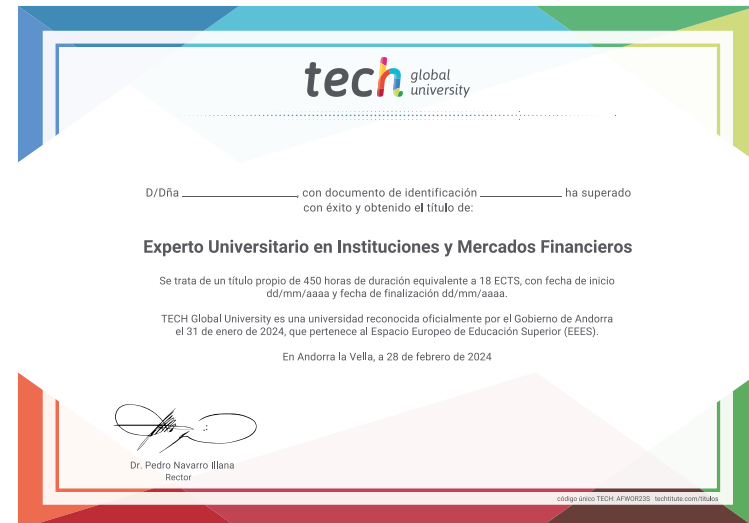 tech global university
D/Dña ______________, con documento de identificación __________ ha superado
con éxito y obtenido el título de:
Experto Universitario en Instituciones y Mercados Financieros
Se trata de un título propio de 450 horas de duración equivalente a 18 ECTS, con fecha de inicio
dd/mm/aaaa y fecha de finalización dd/mm/aaaa.
TECH Global University es una universidad reconocida oficialmente por el Gobierno de Andorra
el 31 de enero de 2024, que pertenece al Espacio Europeo de Educación Superior (EEES).
En Andorra la Vella, a 28 de febrero de 2024
Dr. Pedro Navarro Illana
Rector
código único TECH: AFWOR23S techtitute.com/titulos